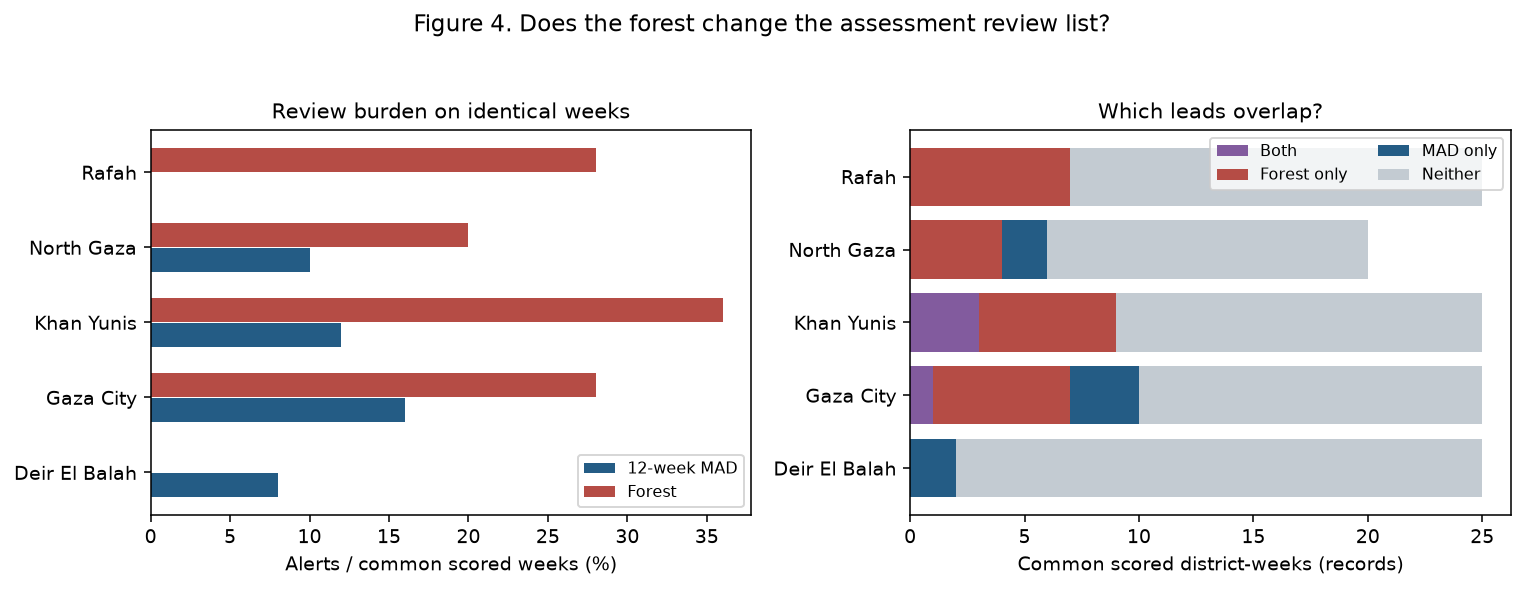 Figure 4. Does the forest change the assessment review list?
Review burden on identical weeks
Rafah
North Gaza
Khan Yunis
Gaza City
Deir El Balah
12-week MAD
Forest
0 5 10 15 20 25 30 35
Alerts / common scored weeks (%)
Which leads overlap?
Both MAD only
Forest only Neither
Rafah
North Gaza
Khan Yunis
Gaza City
Deir El Balah
0 5 10 15 20 25
Common scored district-weeks (records)